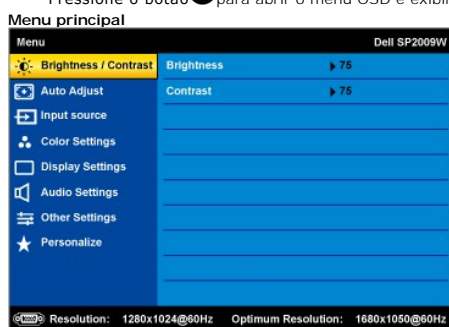 Pressione o botão para abrir o menu OSD e exibir
Menu principal
Menu Dell SP2009W
Brightness / Contrast Brightness 75
Auto Adjust Contrast 75
Input source
Color Settings
Display Settings
Audio Settings
Other Settings
Personalize
Resolution: 1280x1024@60Hz Optimum Resolution: 1680x1050@60Hz